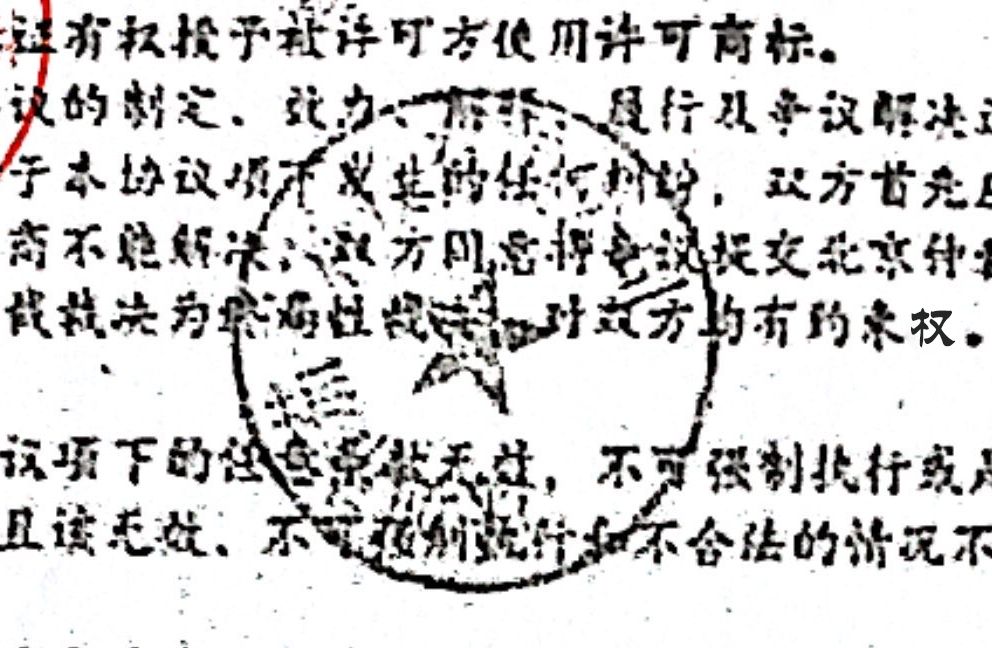 证有权授予被许可方使用许可商标。
议的制定、效力、解释、履行及争议解决
于本协议项下发生的任何纠纷，双方首先
商不能解决，双方同意将争议提交北京仲
裁裁决为终局性裁决，对双方均有约束权。
议项下的任意条款无效，不可强制执行或
且该无效、不可强制执行和不合法的情况不